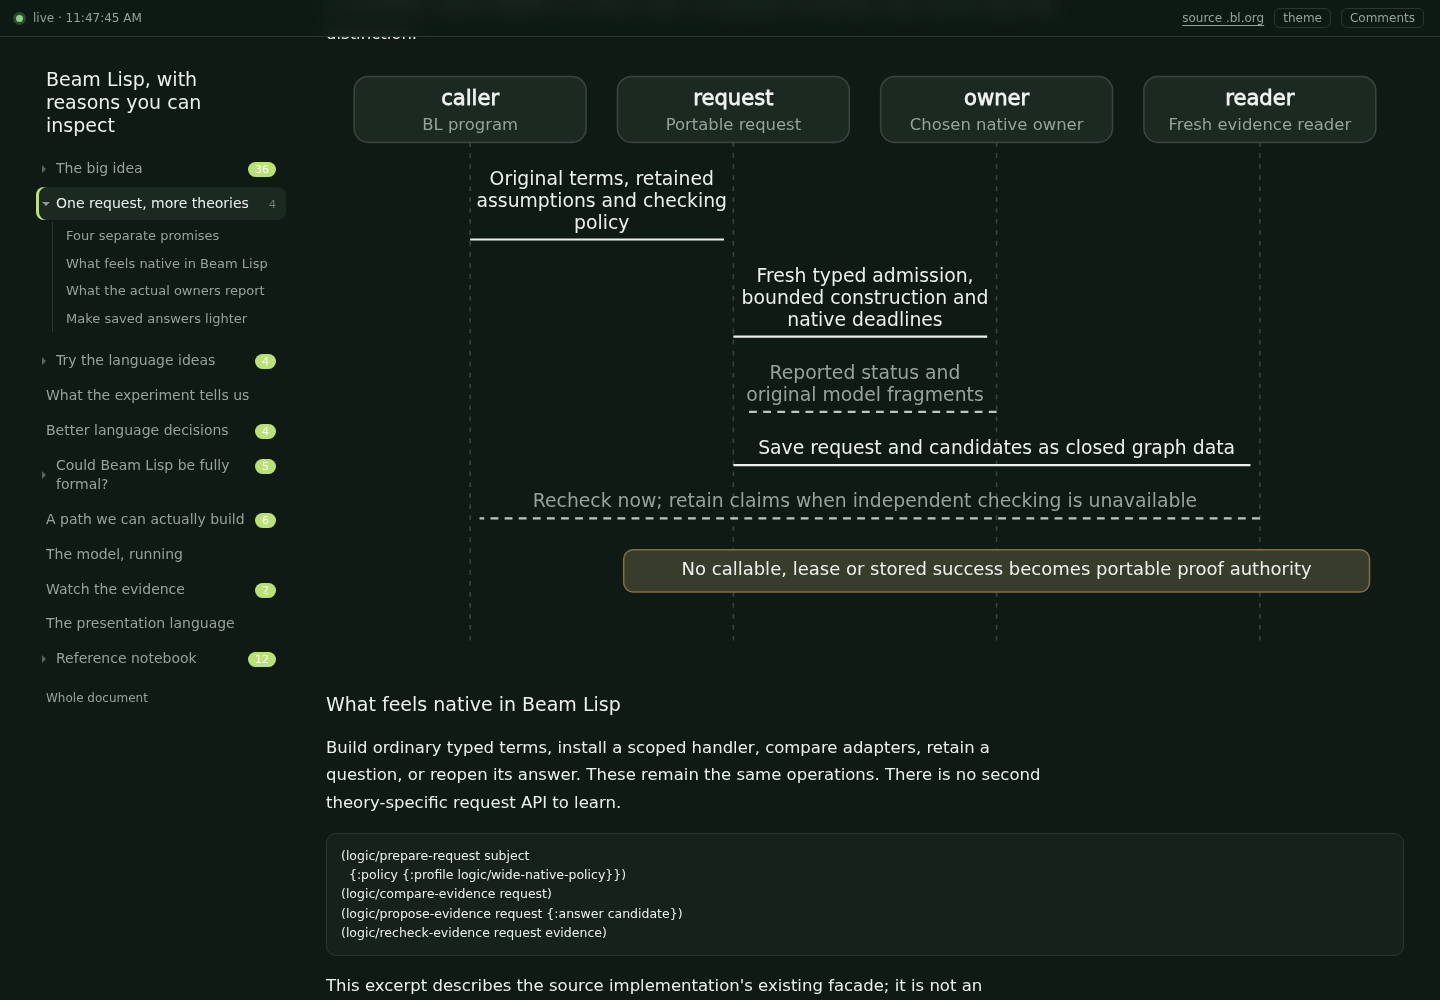 live · 11:47:45 AM
source .bl.org
theme
Comments
distinction.
Beam Lisp, with
reasons you can
inspect
The big idea 36
One request, more theories 4
Four separate promises
What feels native in Beam Lisp
What the actual owners report
Make saved answers lighter
Try the language ideas 4
What the experiment tells us
Better language decisions 4
Could Beam Lisp be fully 5
formal?
A path we can actually build 6
The model, running
Watch the evidence 2
The presentation language
Reference notebook 12
Whole document
caller
BL program
request
Portable request
owner
Chosen native owner
reader
Fresh evidence reader
Original terms, retained
assumptions and checking
policy
Fresh typed admission,
bounded construction and
native deadlines
Reported status and
original model fragments
Save request and candidates as closed graph data
Recheck now; retain claims when independent checking is unavailable
No callable, lease or stored success becomes portable proof authority
What feels native in Beam Lisp
Build ordinary typed terms, install a scoped handler, compare adapters, retain a
question, or reopen its answer. These remain the same operations. There is no second
theory-specific request API to learn.
(logic/prepare-request subject
{:policy {:profile logic/wide-native-policy}})
(logic/compare-evidence request)
(logic/propose-evidence request {:answer candidate})
(logic/recheck-evidence request evidence)
This excerpt describes the source implementation's existing facade; it is not an